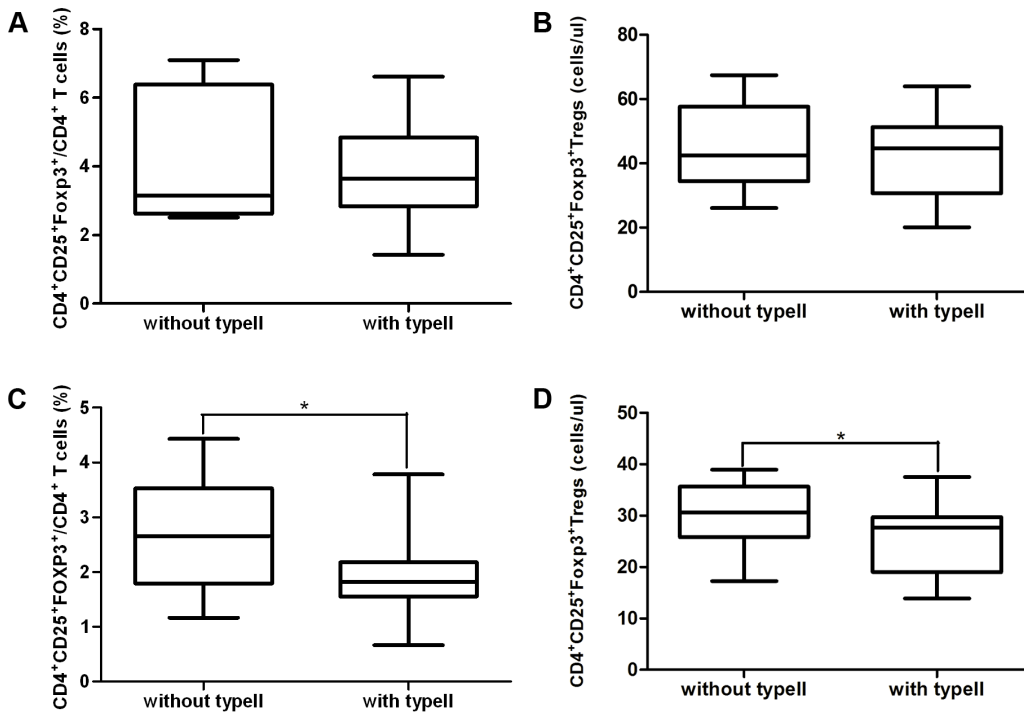 A
CD4⁺CD25⁺Foxp3⁺/CD4⁺ T cells (%)
8
6
4
2
0
without typeII
with typeII
B
CD4⁺CD25⁺Foxp3⁺Tregs (cells/ul)
80
60
40
20
0
without typeII
with typeII
C
CD4⁺CD25⁺FOXP3⁺/CD4⁺ T cells (%)
5
4
3
2
1
0
*
without typeII
with typeII
D
CD4⁺CD25⁺Foxp3⁺Tregs (cells/ul)
50
40
30
20
10
0
*
without typeII
with typeII